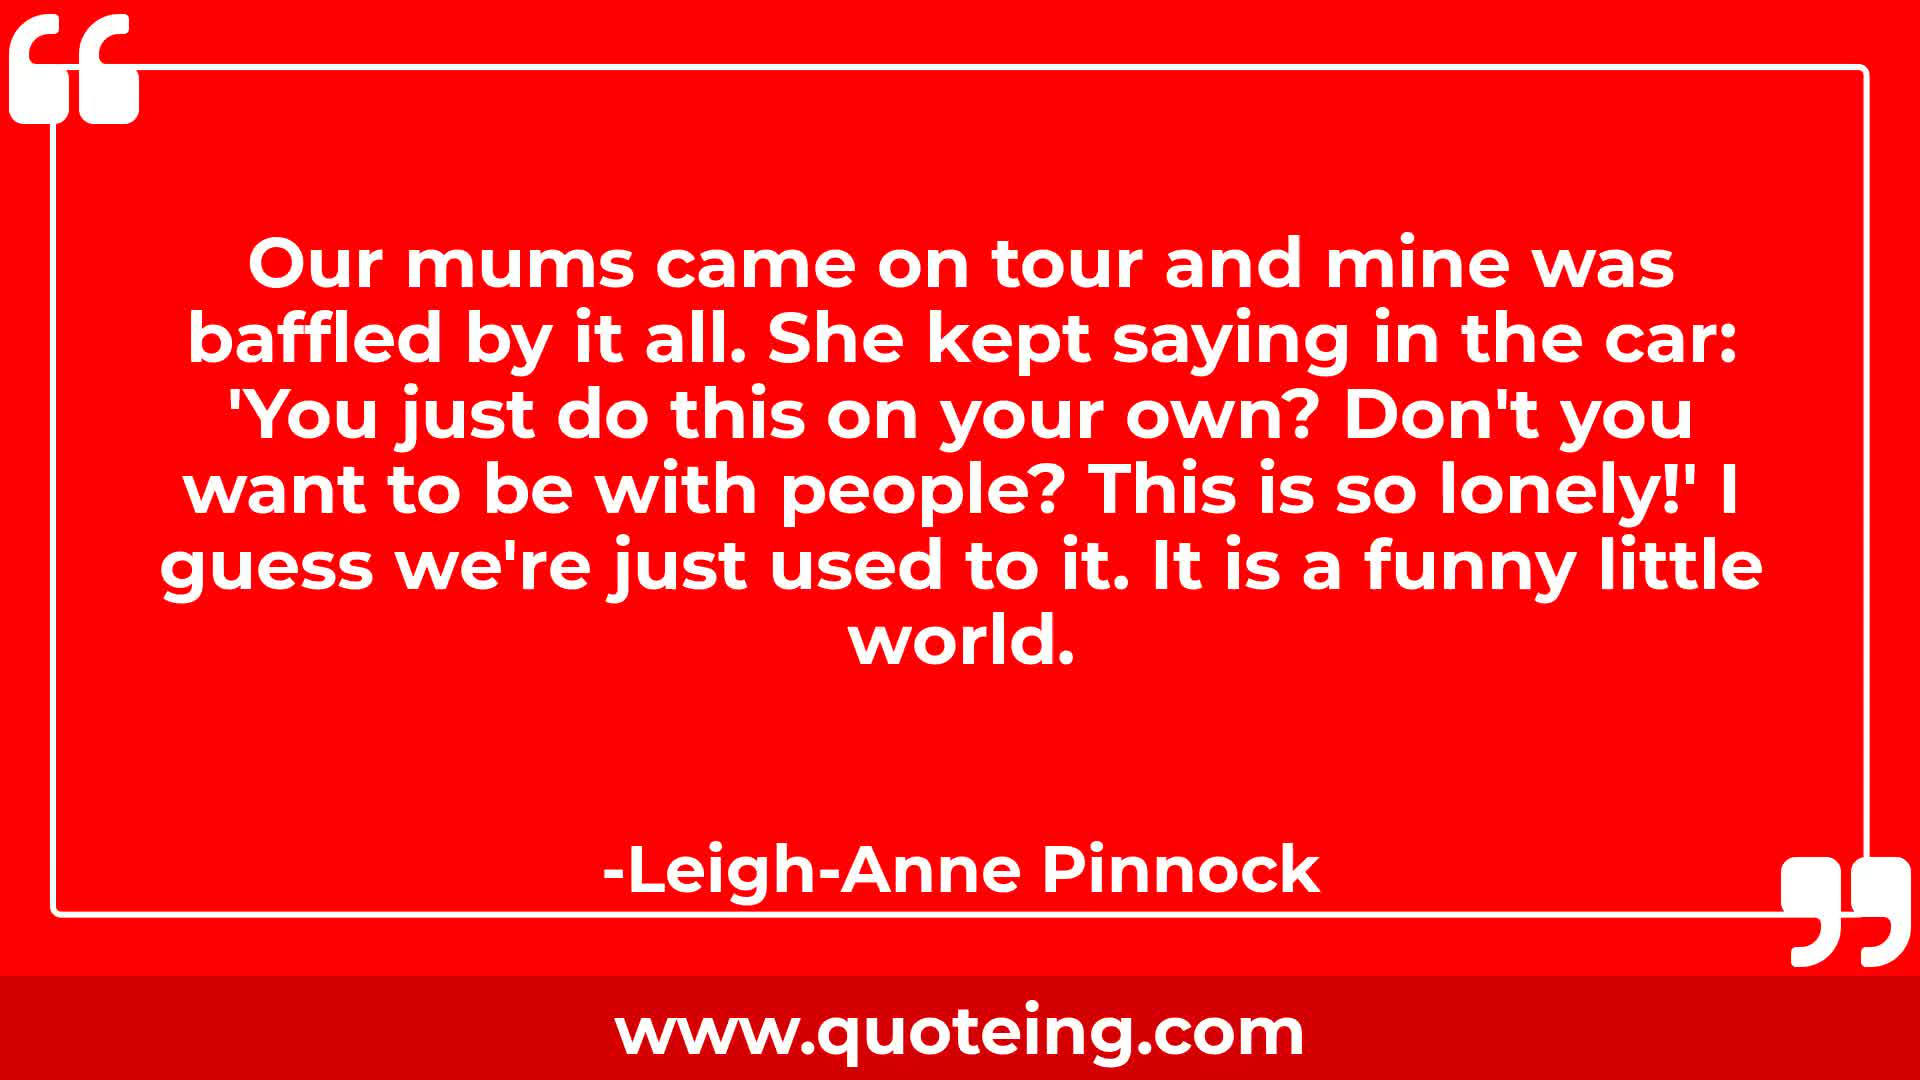 Our mums came on tour and mine was
baffled by it all. She kept saying in the car:
'You just do this on your own? Don't you
want to be with people? This is so lonely!' I
guess we're just used to it. It is a funny little
world.
-Leigh-Anne Pinnock
www.quoteing.com